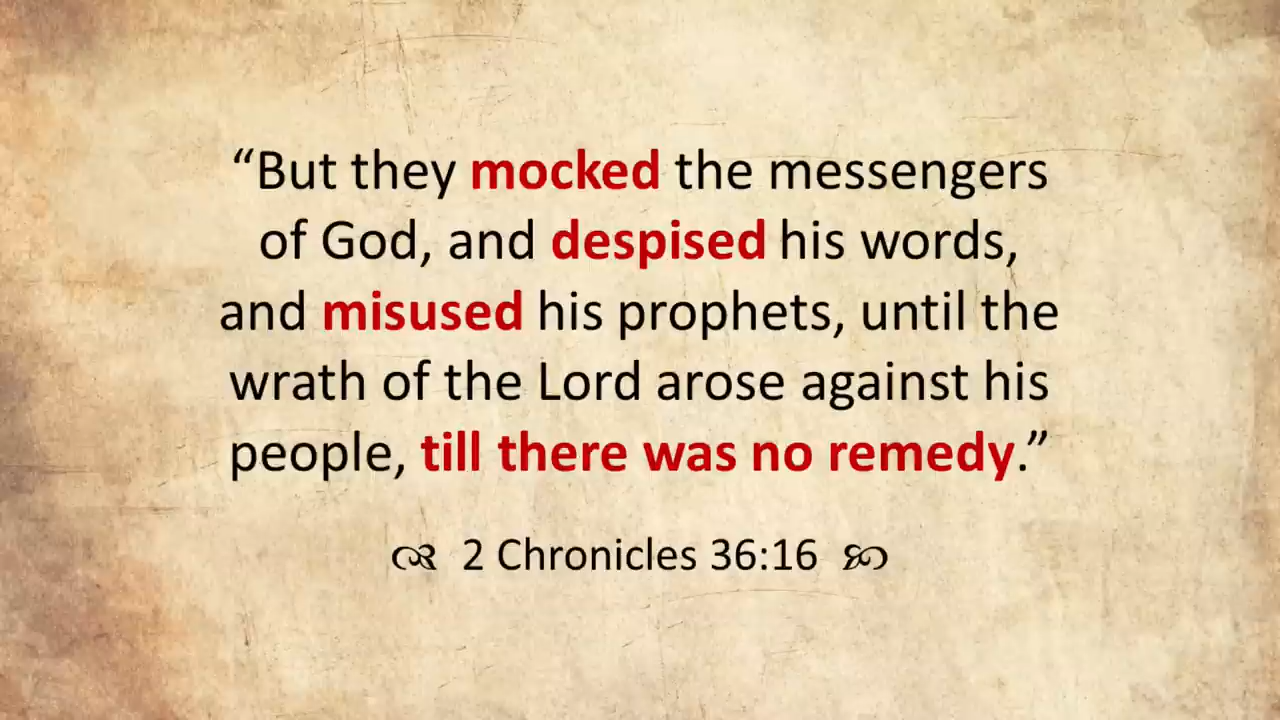 “But they mocked the messengers
of God, and despised his words,
and misused his prophets, until the
wrath of the Lord arose against his
people, till there was no remedy.”
2 Chronicles 36:16